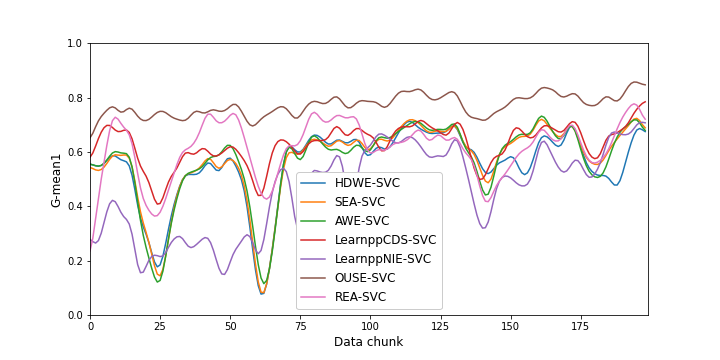 1.0
0.8
0.6
0.4
0.2
0.0
G-mean1
HDWE-SVC
SEA-SVC
AWE-SVC
LearnppCDS-SVC
LearnppNIE-SVC
OUSE-SVC
REA-SVC
0 25 50 75 100 125 150 175
Data chunk